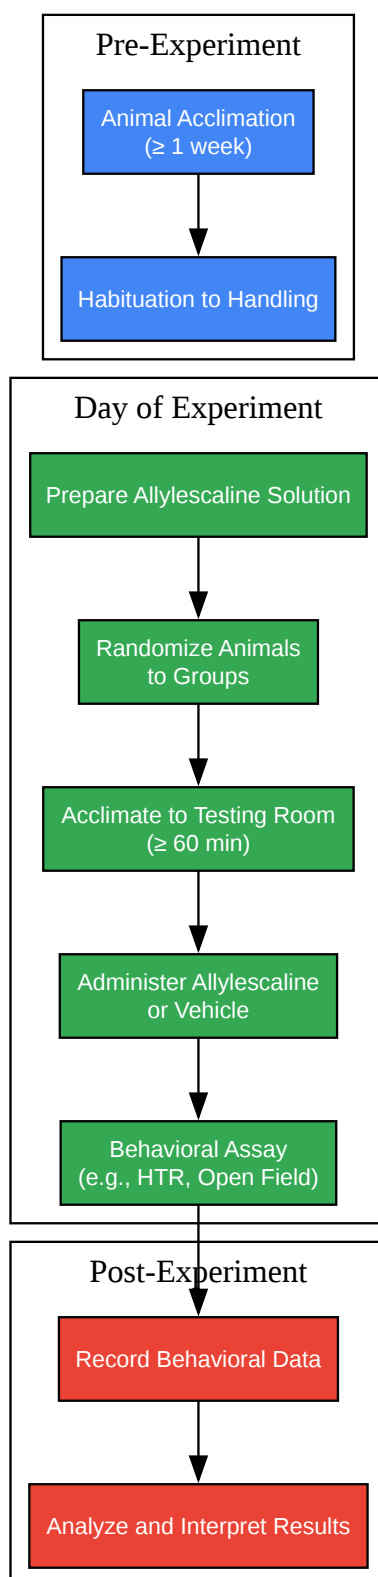 Pre-Experiment
Animal Acclimation
(≥ 1 week)
Habituation to Handling
Day of Experiment
Prepare Allylescaline Solution
Randomize Animals
to Groups
Acclimate to Testing Room
(≥ 60 min)
Administer Allylescaline
or Vehicle
Behavioral Assay
(e.g., HTR, Open Field)
Post-Experiment
Record Behavioral Data
Analyze and Interpret Results